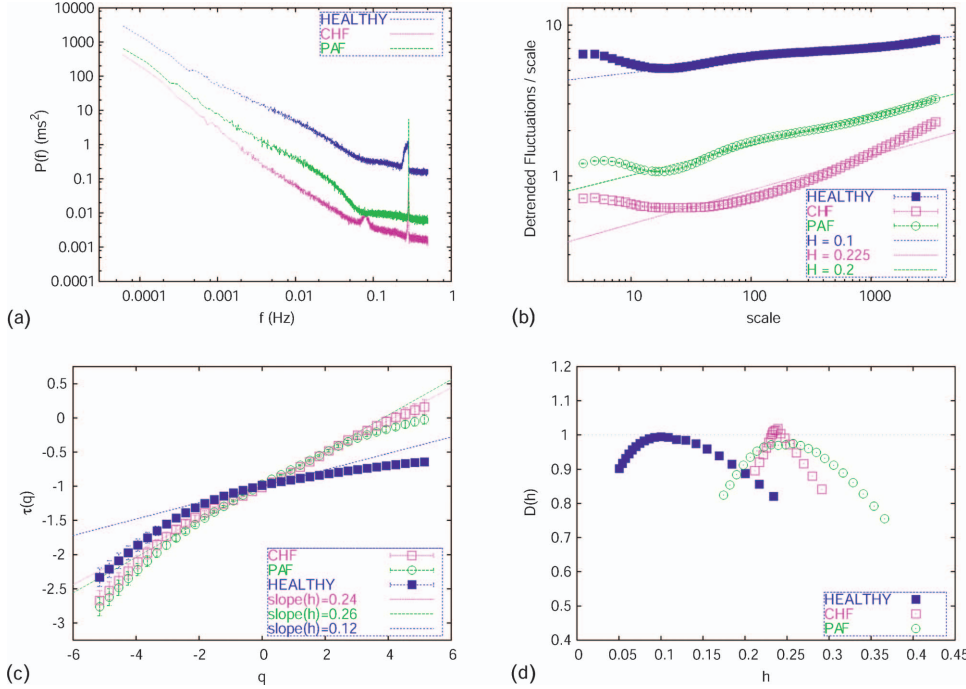 10000
1000
100
10
1
0.1
0.01
0.001
0.0001
P(f) (ms²)
HEALTHY
CHF
PAF
0.0001 0.001 0.01 0.1 1
f (Hz)
(a)
10
1
Detrended Fluctuations / scale
HEALTHY
CHF
PAF
H = 0.1
H = 0.225
H = 0.2
10 100 1000
scale
(b)
0.5
0
-0.5
-1
-1.5
-2
-2.5
-3
τ(q)
CHF
PAF
HEALTHY
slope(h)=0.24
slope(h)=0.26
slope(h)=0.12
-6 -4 -2 0 2 4 6
q
(c)
1.2
1.1
1
0.9
0.8
0.7
0.6
0.5
0.4
D(h)
HEALTHY
CHF
PAF
0 0.05 0.1 0.15 0.2 0.25 0.3 0.35 0.4 0.45
h
(d)